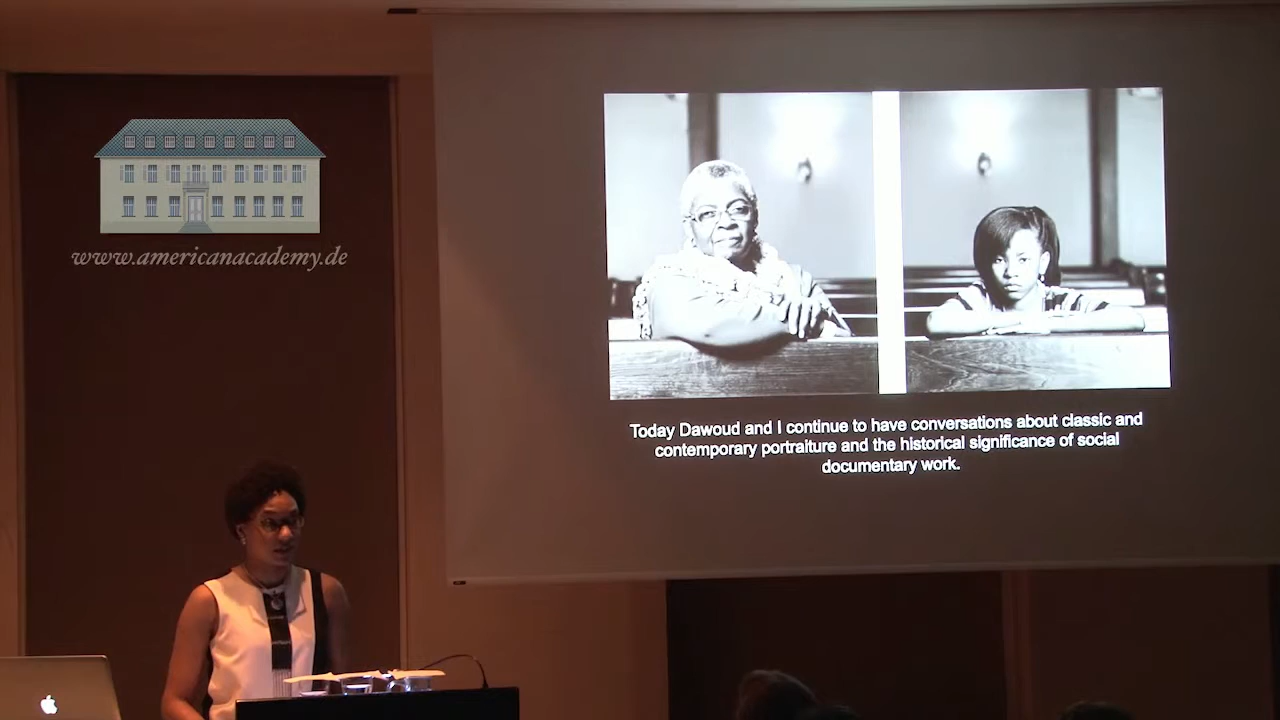 www.americanacademy.de
Today Dawoud and I continue to have conversations about classic and
contemporary portraiture and the historical significance of social
documentary work.